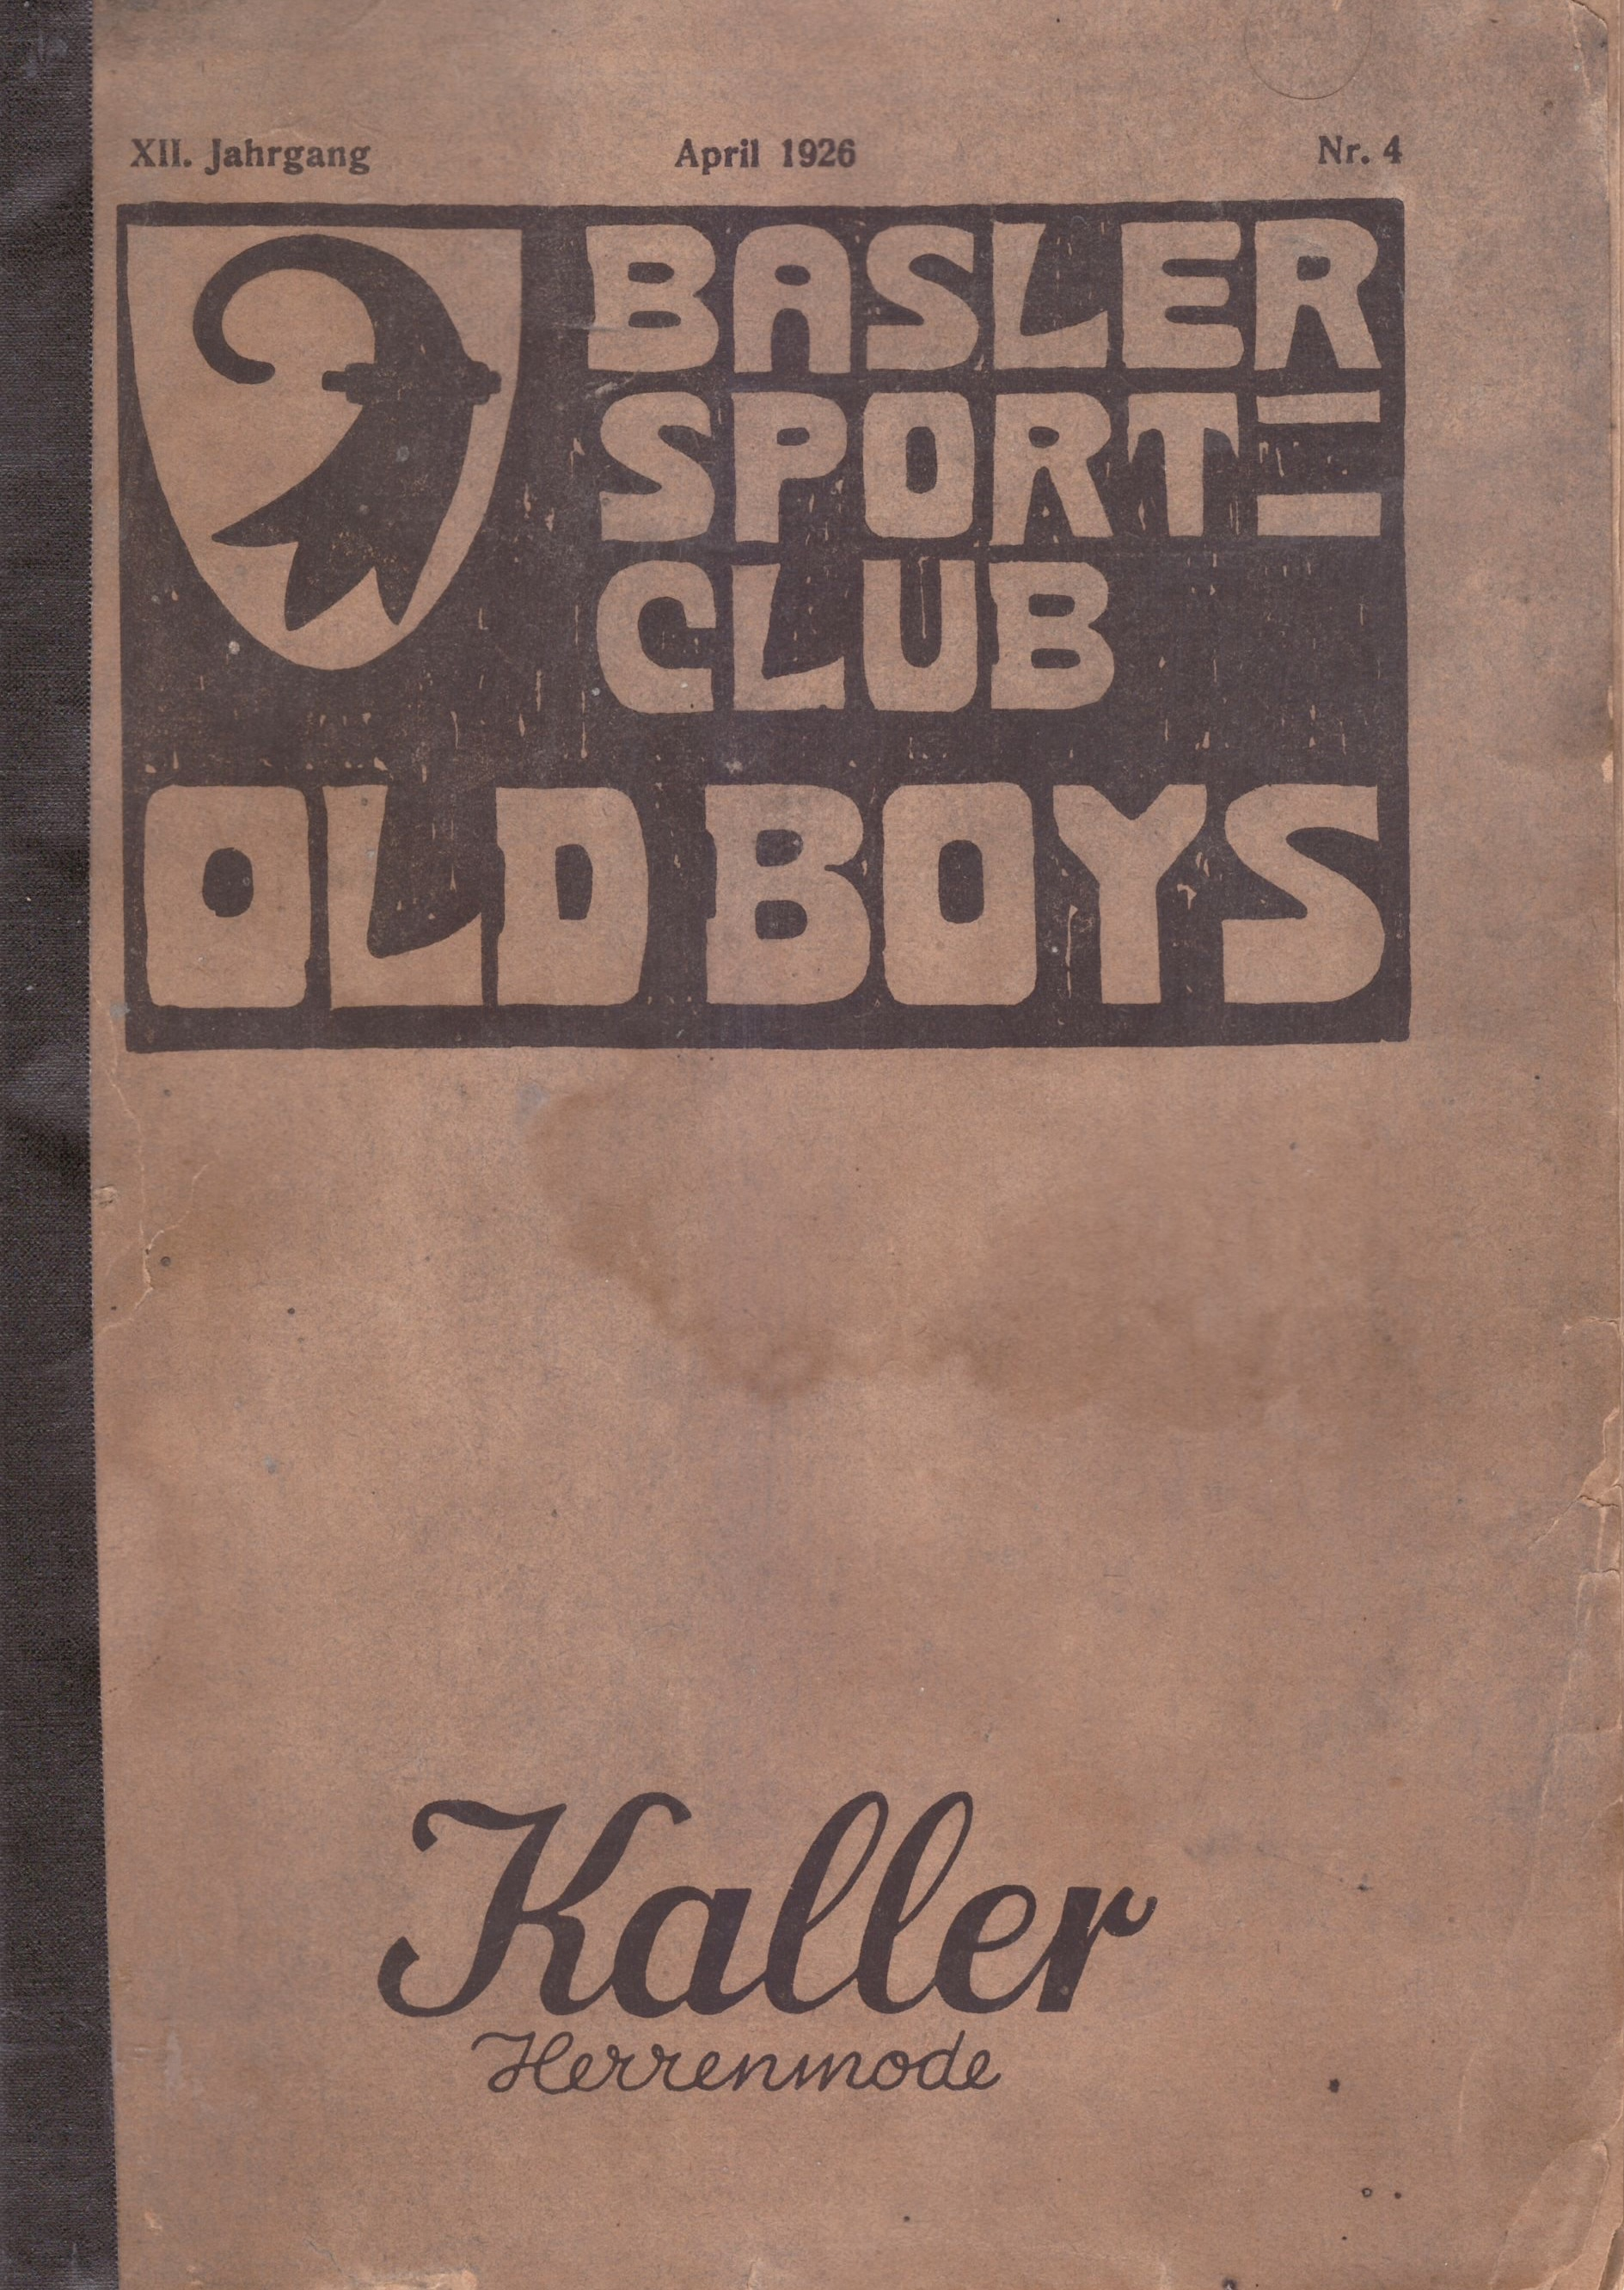 XII. Jahrgang April 1926 Nr. 4
BASLER
SPORT=
CLUB
OLD BOYS
Kaller
Herrenmode